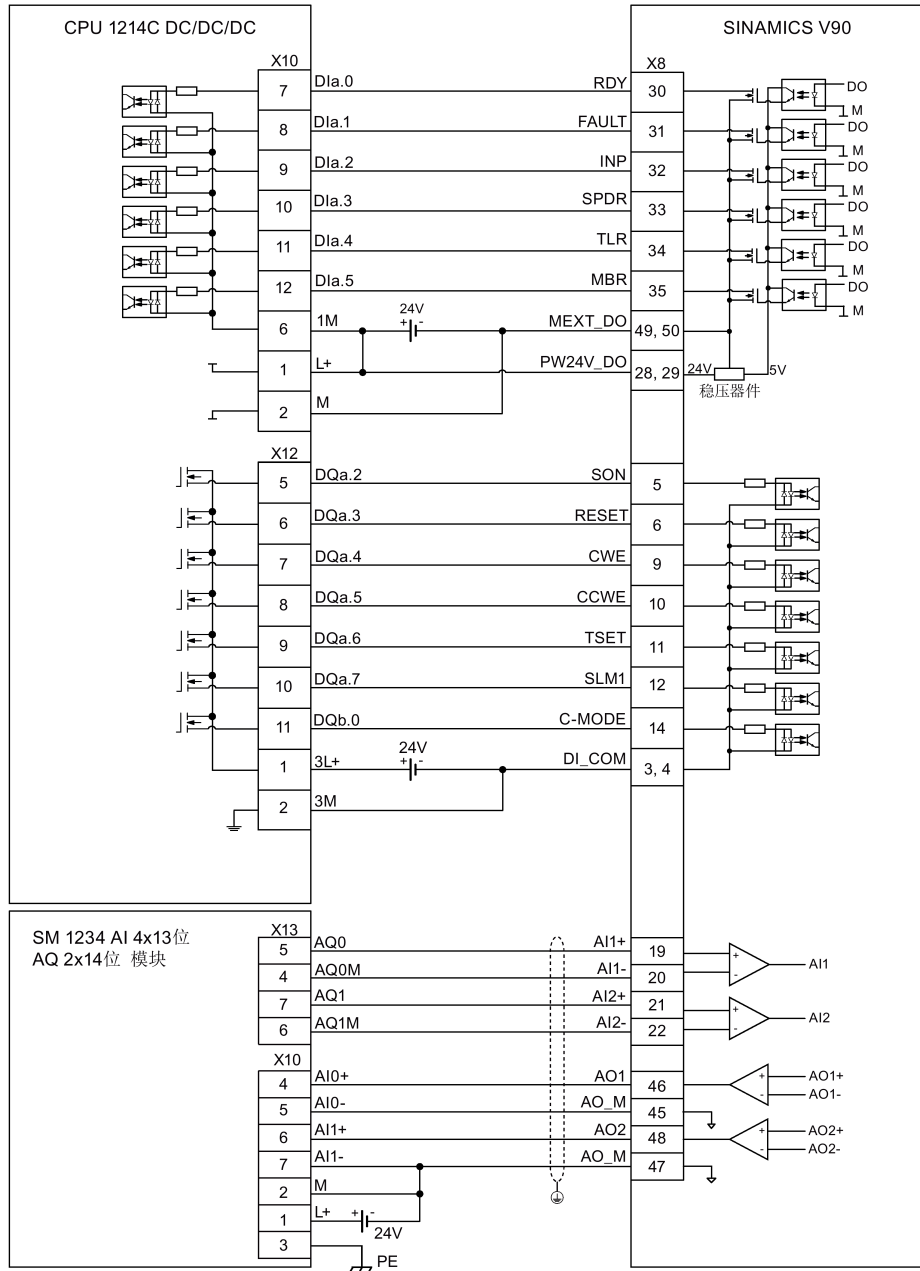 CPU 1214C DC/DC/DC
SINAMICS V90
X10
X8
7 DIa.0 RDY 30 DO
M
8 DIa.1 FAULT 31 DO
M
9 DIa.2 INP 32 DO
M
10 DIa.3 SPDR 33 DO
M
11 DIa.4 TLR 34 DO
M
12 DIa.5 MBR 35 DO
M
24V
6 1M + - MEXT_DO 49, 50
1 L+ PW24V_DO 28, 29 24V 5V
稳压器件
2 M
X12
5 DQa.2 SON 5
6 DQa.3 RESET 6
7 DQa.4 CWE 9
8 DQa.5 CCWE 10
9 DQa.6 TSET 11
10 DQa.7 SLM1 12
11 DQb.0 C-MODE 14
24V
1 3L+ + - DI_COM 3, 4
2 3M
SM 1234 AI 4x13位
AQ 2x14位 模块
X13
5 AQ0 AI1+ 19 + AI1
4 AQ0M AI1- 20 -
7 AQ1 AI2+ 21 + AI2
6 AQ1M AI2- 22 -
X10
4 AI0+ AO1 46 + AO1+
- AO1-
5 AI0- AO_M 45
6 AI1+ AO2 48 + AO2+
- AO2-
7 AI1- AO_M 47
2 M
1 L+ + -
24V
3
PE